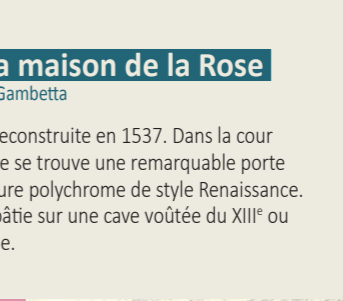 a maison de la Rose
Gambetta
econstruite en 1537. Dans la cour
e se trouve une remarquable porte
ure polychrome de style Renaissance.
bâtie sur une cave voûtée du XIIIᵉ ou
e.